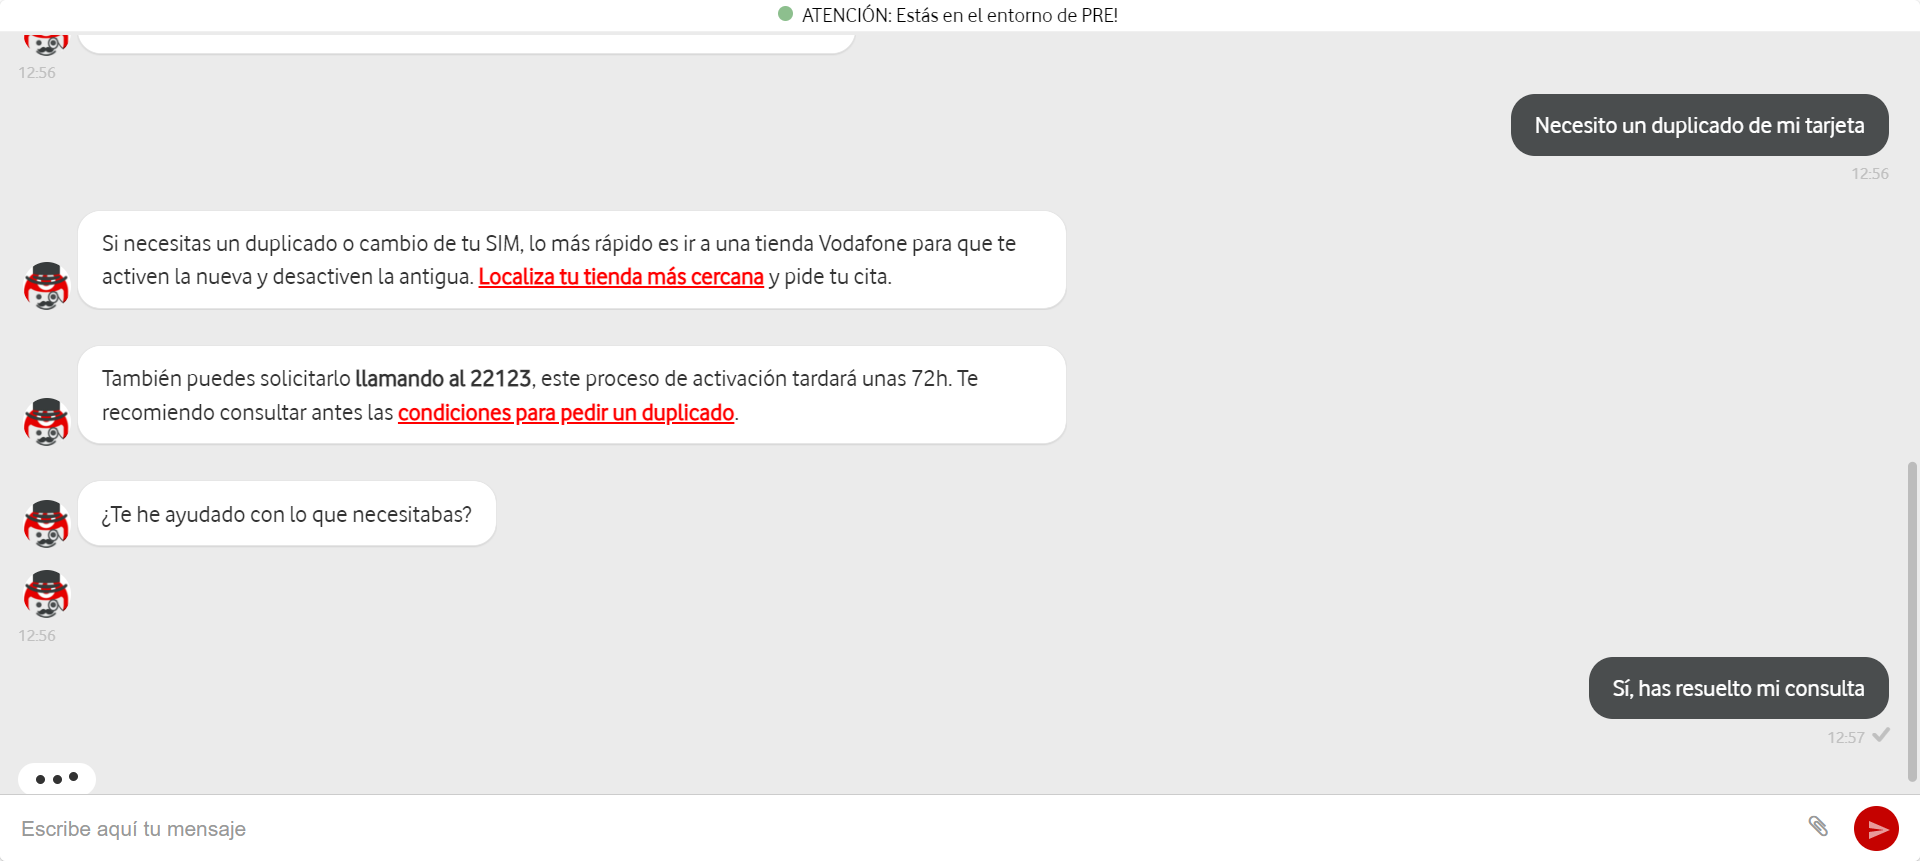 ATENCIÓN: Estás en el entorno de PRE!
12:56
Necesito un duplicado de mi tarjeta
12:56
Si necesitas un duplicado o cambio de tu SIM, lo más rápido es ir a una tienda Vodafone para que te
activen la nueva y desactiven la antigua. Localiza tu tienda más cercana y pide tu cita.
También puedes solicitarlo llamando al 22123, este proceso de activación tardará unas 72h. Te
recomiendo consultar antes las condiciones para pedir un duplicado.
¿Te he ayudado con lo que necesitabas?
12:56
Sí, has resuelto mi consulta
12:57
Escribe aquí tu mensaje